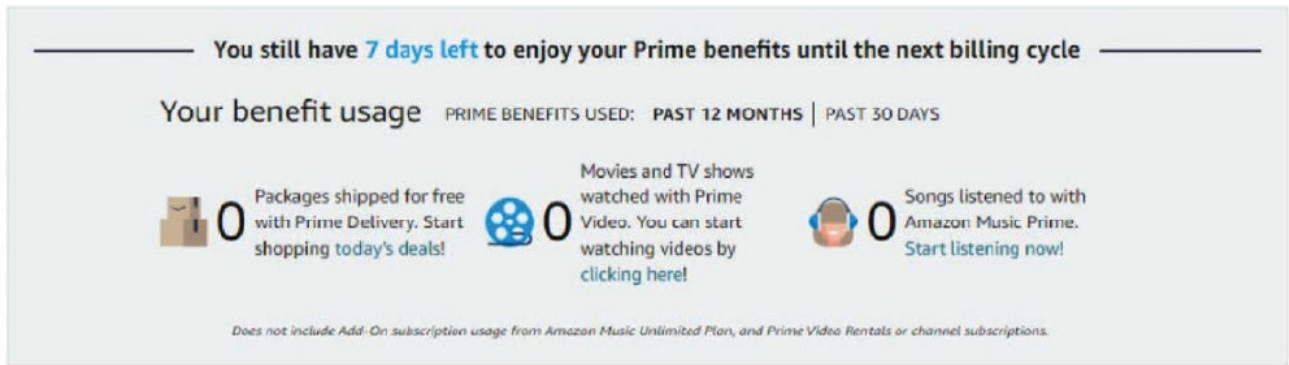 You still have 7 days left to enjoy your Prime benefits until the next billing cycle
Your benefit usage PRIME BENEFITS USED: PAST 12 MONTHS | PAST 30 DAYS
0
Packages shipped for free
with Prime Delivery. Start
shopping today's deals!
0
Movies and TV shows
watched with Prime
Video. You can start
watching videos by
clicking here!
0
Songs listened to with
Amazon Music Prime.
Start listening now!
Does not include Add-On subscription usage from Amazon Music Unlimited Plan, and Prime Video Rentals or channel subscriptions.